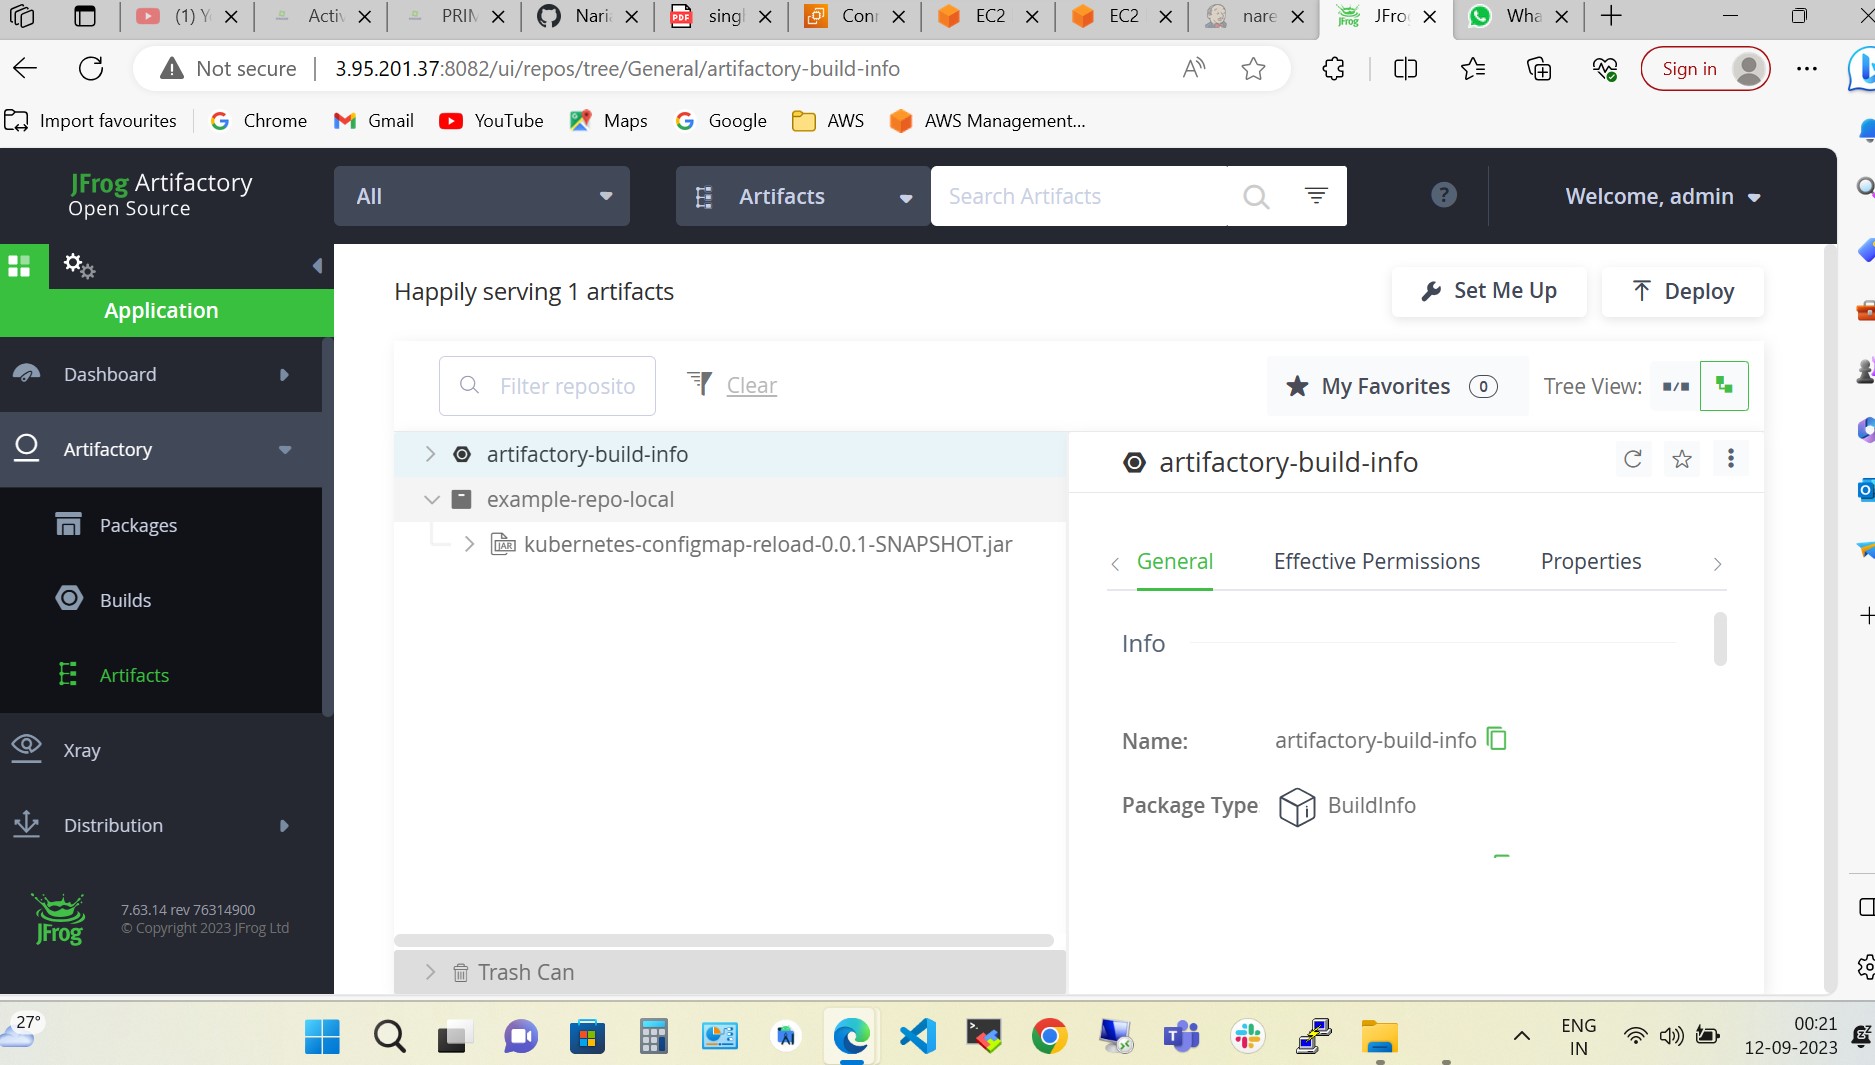 (1) Y
Activ
PRIM
Naria
PDF
singl
Conn
EC2
EC2
nare
JFro
Wha
Not secure
3.95.201.37:8082/ui/repos/tree/General/artifactory-build-info
Sign in
Import favourites
Chrome
Gmail
YouTube
Maps
Google
AWS
AWS Management...
JFrog Artifactory
Open Source
All
Artifacts
Search Artifacts
Welcome, admin
Application
Happily serving 1 artifacts
Set Me Up
Deploy
Dashboard
Filter reposito
Clear
My Favorites
0
Tree View:
Artifactory
artifactory-build-info
artifactory-build-info
example-repo-local
Packages
JAR
kubernetes-configmap-reload-0.0.1-SNAPSHOT.jar
General
Effective Permissions
Properties
Builds
Info
Artifacts
Name:
artifactory-build-info
Xray
Package Type
BuildInfo
Distribution
JFrog
7.63.14 rev 76314900
© Copyright 2023 JFrog Ltd
Trash Can
27°
ENG
IN
00:21
12-09-2023